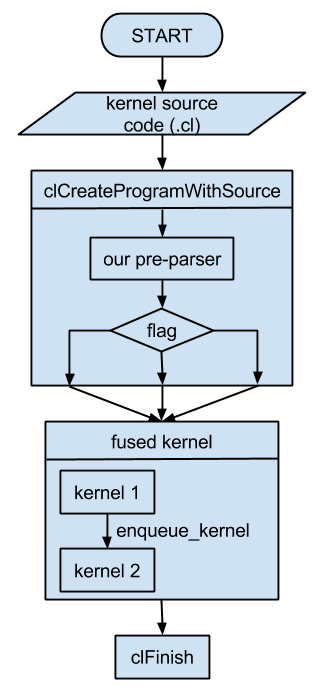 START
kernel source
code (.cl)
clCreateProgramWithSource
our pre-parser
flag
fused kernel
kernel 1
enqueue_kernel
kernel 2
clFinish